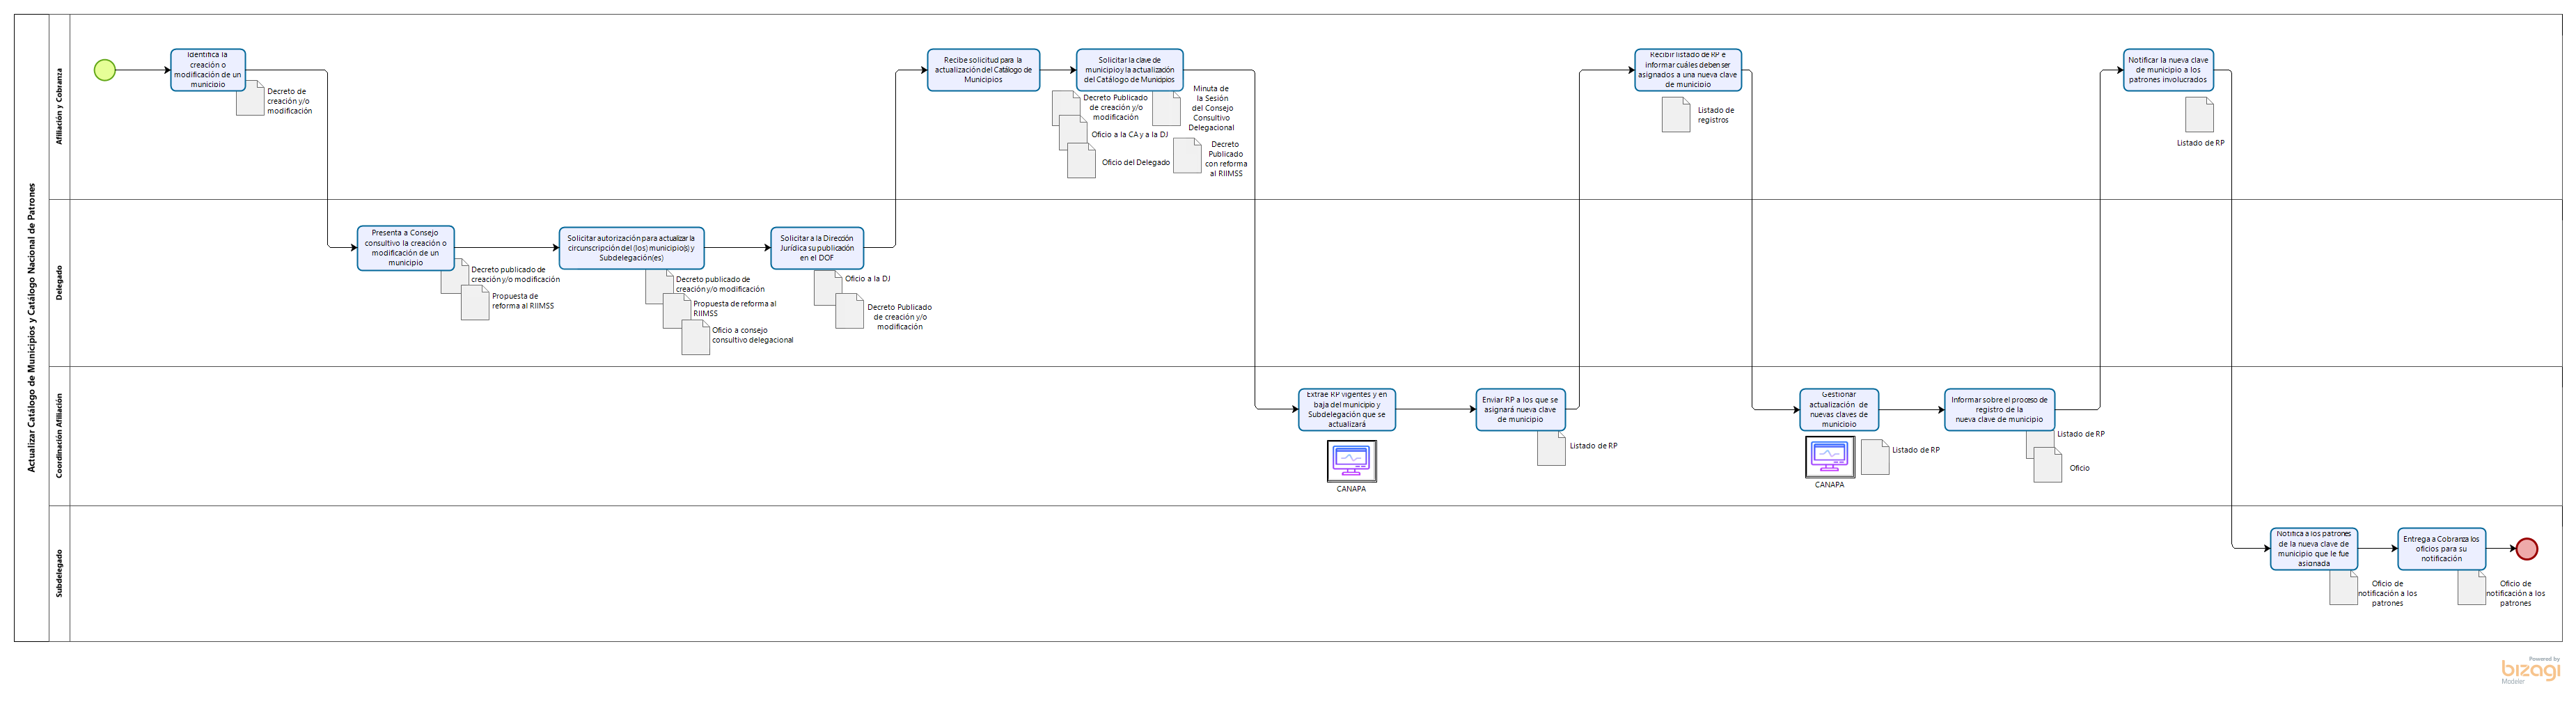 Actualizar Catálogo de Municipios y Catálogo Nacional de Patrones
Afiliación y Cobranza
Identifica la
creación o
modificación de un
municipio
Decreto de
creación y/o
modificación
Recibe solicitud para la
actualización del Catálogo de
Municipios
Solicitar la clave de
municipio y la actualización
del Catálogo de Municipios
Decreto Publicado
de creación y/o
modificación
Oficio a la CA y a la DJ
Oficio del Delegado
Minuta de
la Sesión
del Consejo
Consultivo
Delegacional
Decreto
Publicado
con reforma
al RIIMSS
Recibir listado de RP e
informar cuáles deben ser
asignados a una nueva clave
de municipio
Listado de
registros
Notificar la nueva clave
de municipio a los
patrones involucrados
Listado de RP
Delegado
Presenta a Consejo
consultivo la creación o
modificación de un
municipio
Decreto publicado de
creación y/o modificación
Propuesta de
reforma al RIIMSS
Solicitar autorización para actualizar la
circunscripción del (los) municipio(s) y
Subdelegación(es)
Decreto publicado de
creación y/o modificación
Propuesta de reforma al
RIIMSS
Oficio a consejo
consultivo delegacional
Solicitar a la Dirección
Jurídica su publicación
en el DOF
Oficio a la DJ
Decreto Publicado
de creación y/o
modificación
Coordinación Afiliación
Extrae RP vigentes y en
baja del municipio y
Subdelegación que se
actualizará
CANAPA
Enviar RP a los que se
asignará nueva clave
de municipio
Listado de RP
Gestionar
actualización de
nuevas claves de
municipio
CANAPA
Listado de RP
Informar sobre el proceso de
registro de la
nueva clave de municipio
Listado de RP
Oficio
Subdelegado
Notifica a los patrones
de la nueva clave de
municipio que le fue
asignada
Oficio de
notificación a los
patrones
Entrega a Cobranza los
oficios para su
notificación
Oficio de
notificación a los
patrones
Powered by
bizagi
Modeler